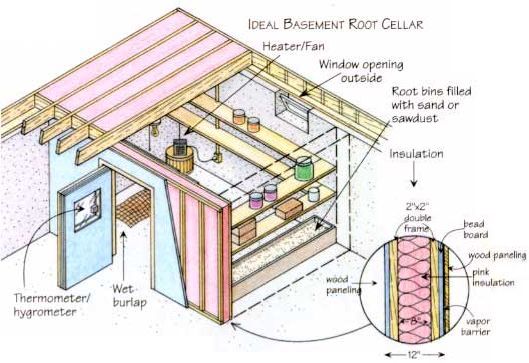 IDEAL BASEMENT ROOT CELLAR
Heater/Fan
Window opening
outside
Root bins filled
with sand or
sawdust
Insulation
2"x2"
double
frame
bead
board
wood paneling
pink
insulation
wood
paneling
8"
vapor
barrier
12"
Thermometer/
hygrometer
Wet
burlap